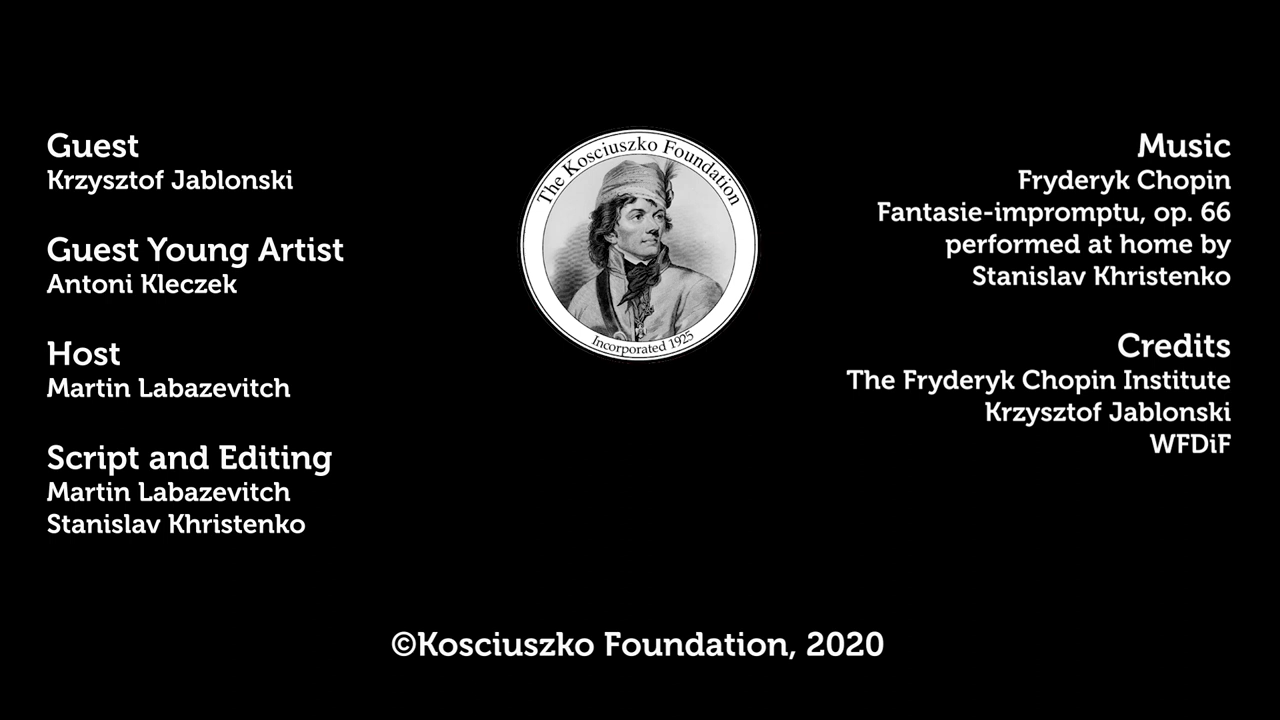 Guest
Krzysztof Jablonski
Guest Young Artist
Antoni Kleczek
Host
Martin Labazevitch
Script and Editing
Martin Labazevitch
Stanislav Khristenko
The Kosciuszko Foundation
Incorporated 1925
Music
Fryderyk Chopin
Fantasie-impromptu, op. 66
performed at home by
Stanislav Khristenko
Credits
The Fryderyk Chopin Institute
Krzysztof Jablonski
WFDiF
©Kosciuszko Foundation, 2020